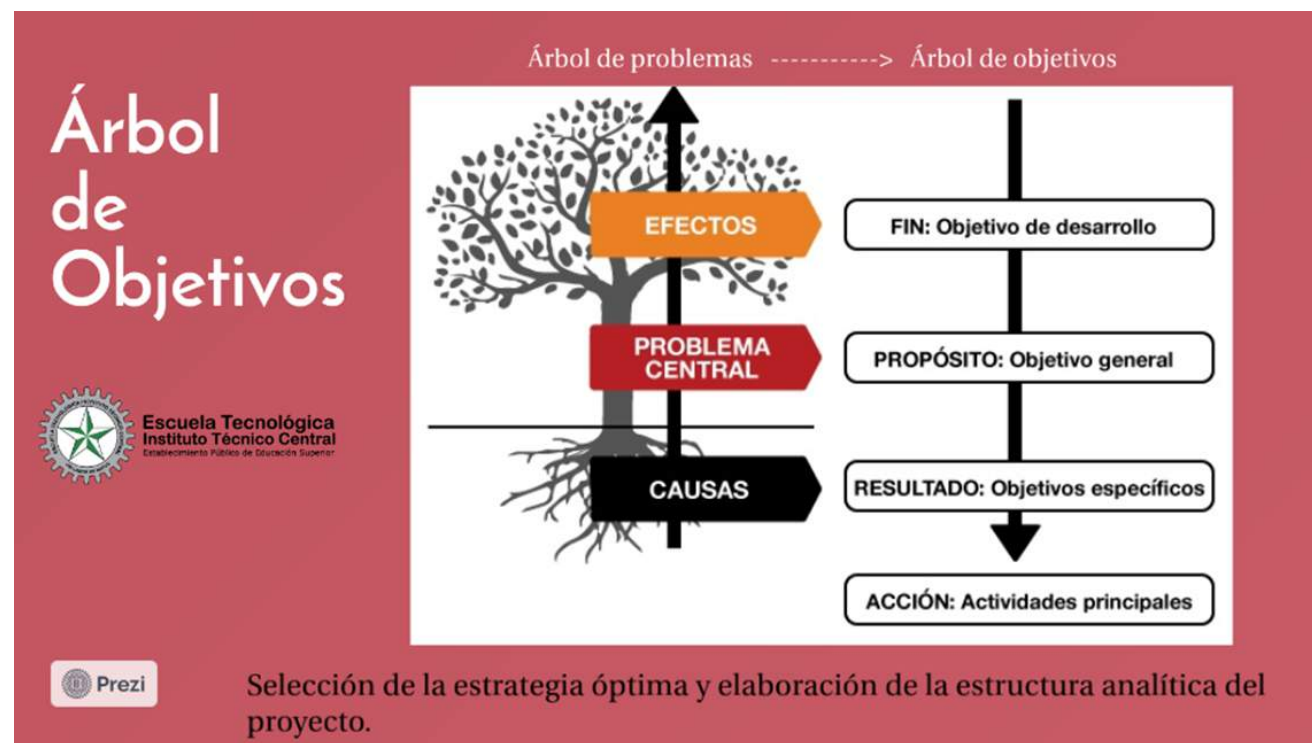 Árbol de problemas -----------> Árbol de objetivos
Árbol
de
Objetivos
EFECTOS
FIN: Objetivo de desarrollo
PROBLEMA
CENTRAL
PROPÓSITO: Objetivo general
Escuela Tecnológica
Instituto Técnico Central
Establecimiento Público de Educación Superior
CAUSAS
RESULTADO: Objetivos específicos
ACCIÓN: Actividades principales
Prezi
Selección de la estrategia óptima y elaboración de la estructura analítica del
proyecto.